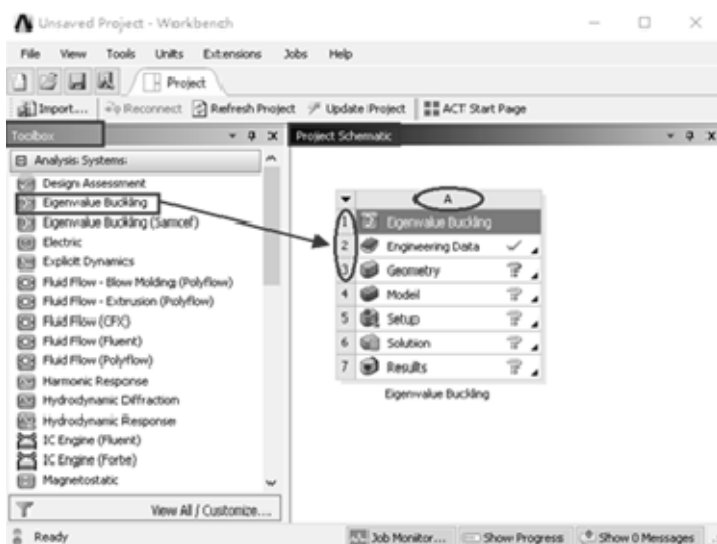 Unsaved Project - Workbench
File View Tools Units Extensions Jobs Help
Project
Import.... Reconnect Refresh Project Update Project ACT Start Page
Toolbox
Analysis Systems
Design Assessment
Eigenvalue Buckling
Eigenvalue Buckling (Samcef)
Electric
Explicit Dynamics
Fluid Flow - Blow Molding (Polyflow)
Fluid Flow - Extrusion (Polyflow)
Fluid Flow (CFX)
Fluid Flow (Fluent)
Fluid Flow (Polyflow)
Harmonic Response
Hydrodynamic Diffraction
Hydrodynamic Response
IC Engine (Fluent)
IC Engine (Forte)
Magnetostatic
View All / Customize....
Project Schematic
A
1 Eigenvalue Buckling
2 Engineering Data
3 Geometry
4 Model
5 Setup
6 Solution
7 Results
Eigenvalue Buckling
Ready Job Monitor... Show Progress Show 0 Messages